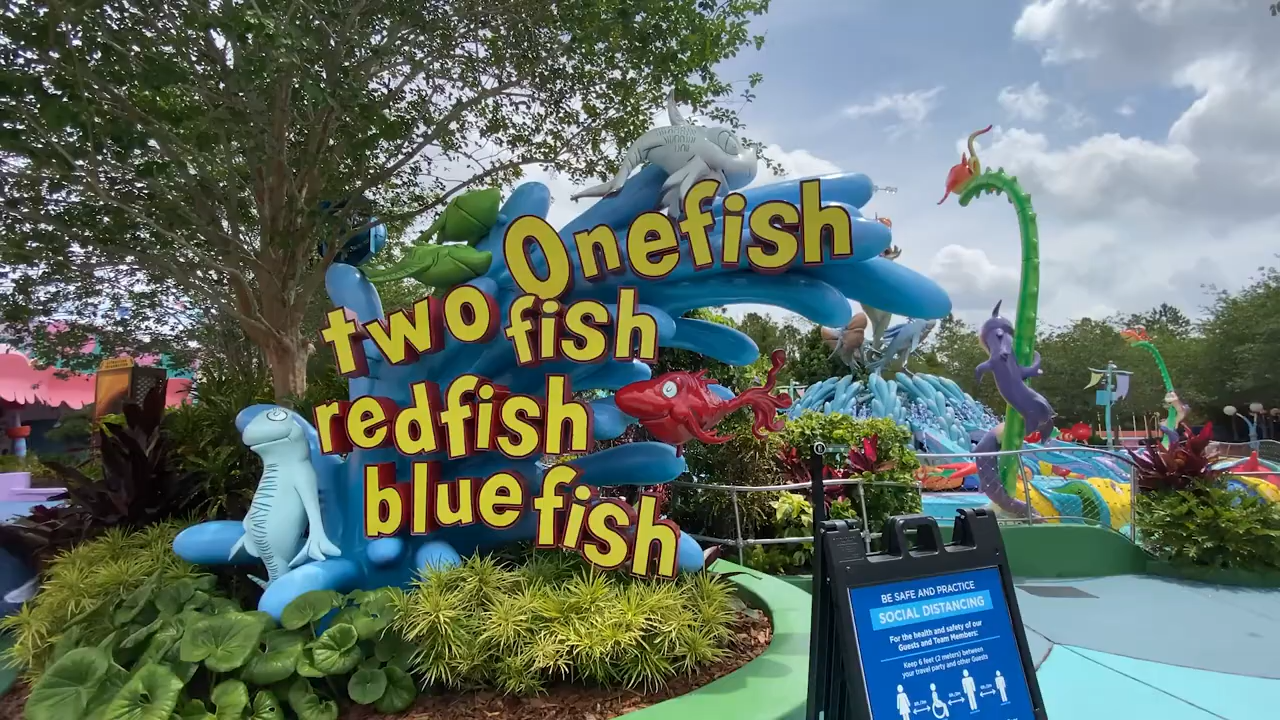 Onefish
two fish
redfish
blue fish
BE SAFE AND PRACTICE
SOCIAL DISTANCING
For the health and safety of our
Guests and Team Members:
Keep 6 feet (2 meters) between
your travel party and other Guests